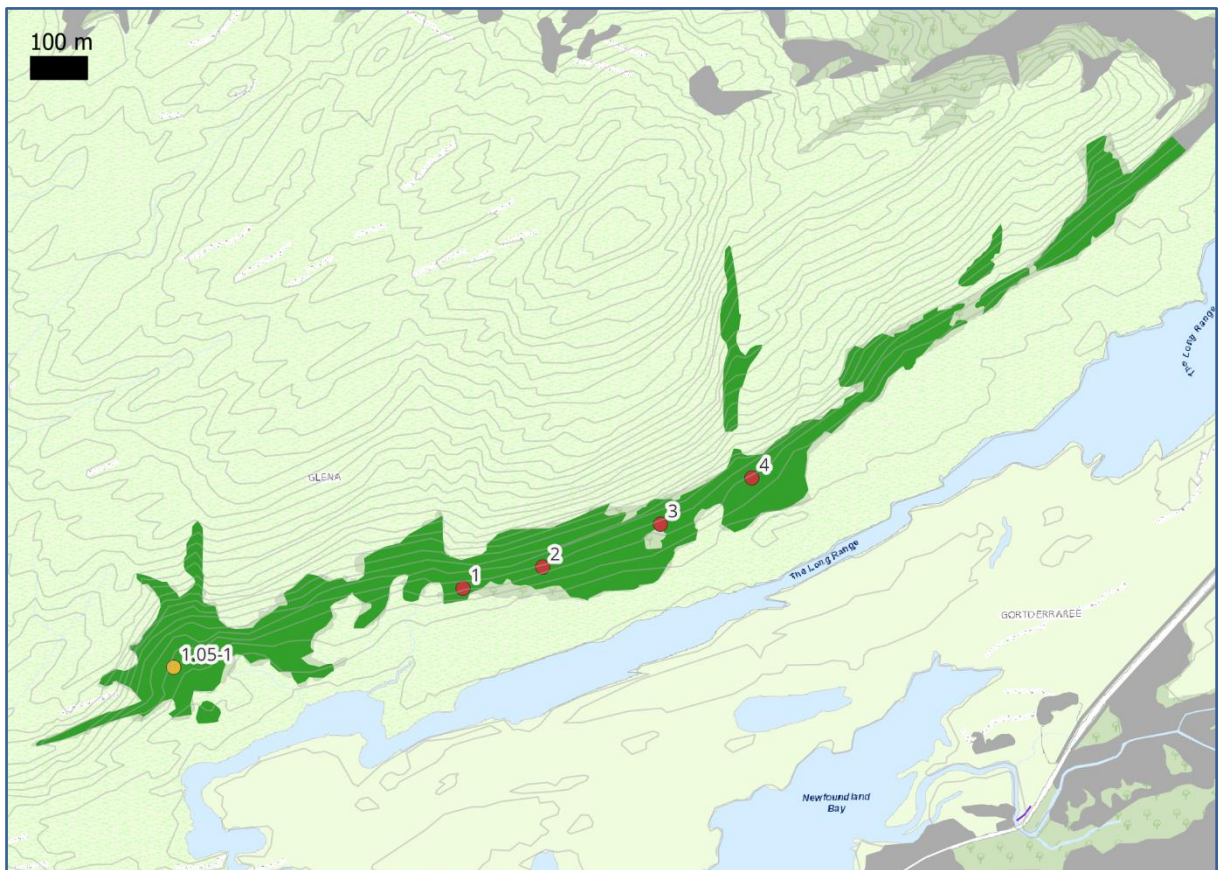 100 m
The Long Range
4
GLENA
3
The Long Range
2
1
GORTDERRAREE
1.05-1
Newfoundland
Bay